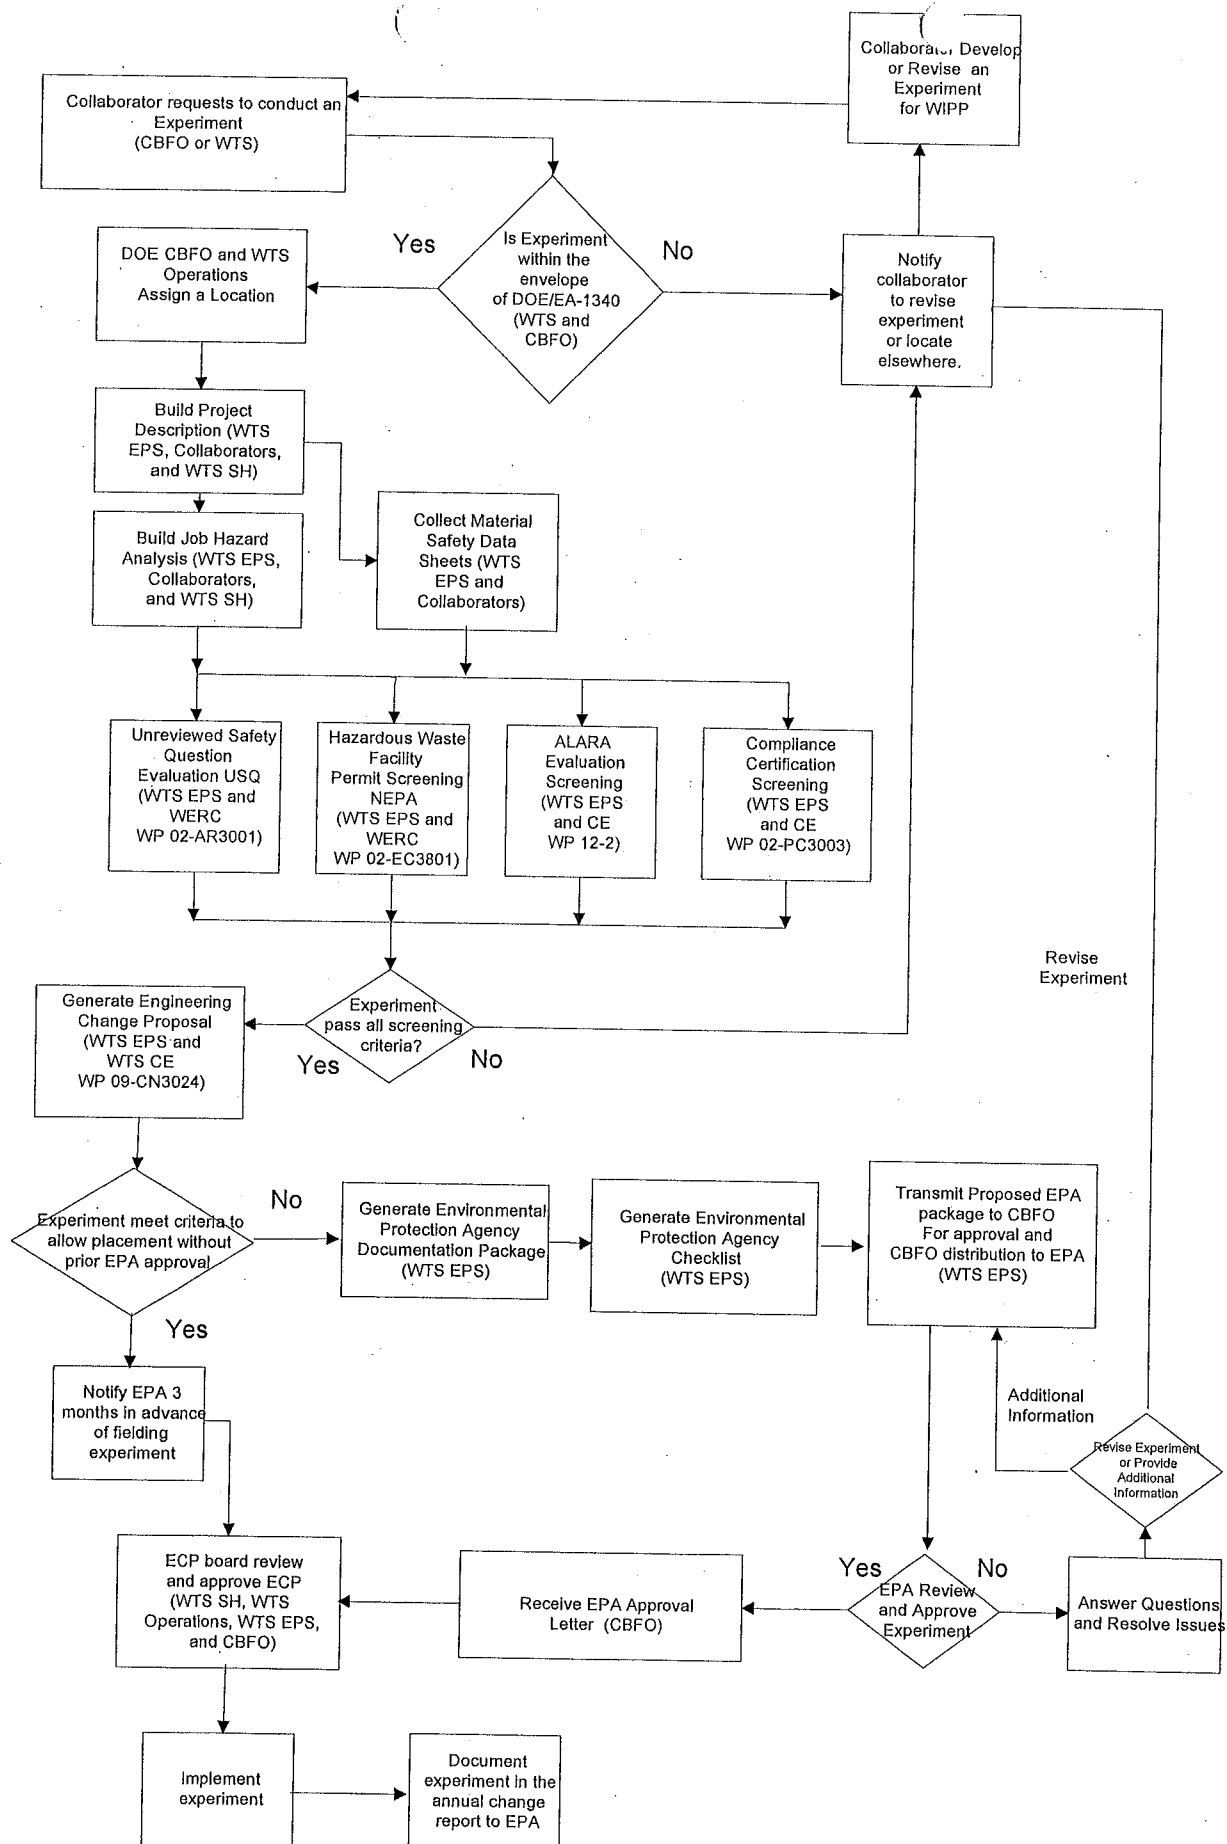 Collaborator Develop
or Revise an
Experiment
for WIPP
Collaborator requests to conduct an
Experiment
(CBFO or WTS)
Yes
Is Experiment
within the
envelope
of DOE/EA-1340
(WTS and
CBFO)
No
DOE CBFO and WTS
Operations
Assign a Location
Notify
collaborator
to revise
experiment
or locate
elsewhere.
Build Project
Description (WTS
EPS, Collaborators,
and WTS SH)
Build Job Hazard
Analysis (WTS EPS,
Collaborators,
and WTS SH)
Collect Material
Safety Data
Sheets (WTS
EPS and
Collaborators)
Unreviewed Safety
Question
Evaluation USQ
(WTS EPS and
WERC
WP 02-AR3001)
Hazardous Waste
Facility
Permit Screening
NEPA
(WTS EPS and
WERC
WP 02-EC3801)
ALARA
Evaluation
Screening
(WTS EPS
and CE
WP 12-2)
Compliance
Certification
Screening
(WTS EPS
and CE
WP 02-PC3003)
Revise
Experiment
Generate Engineering
Change Proposal
(WTS EPS and
WTS CE
WP 09-CN3024)
Experiment
pass all screening
criteria?
Yes
No
Experiment meet criteria to
allow placement without
prior EPA approval
No
Generate Environmental
Protection Agency
Documentation Package
(WTS EPS)
Generate Environmental
Protection Agency
Checklist
(WTS EPS)
Transmit Proposed EPA
package to CBFO
For approval and
CBFO distribution to EPA
(WTS EPS)
Yes
Notify EPA 3
months in advance
of fielding
experiment
Additional
Information
Revise Experiment
or Provide
Additional
Information
ECP board review
and approve ECP
(WTS SH, WTS
Operations, WTS EPS,
and CBFO)
Receive EPA Approval
Letter (CBFO)
Yes
EPA Review
and Approve
Experiment
No
Answer Questions
and Resolve Issues
Implement
experiment
Document
experiment in the
annual change
report to EPA